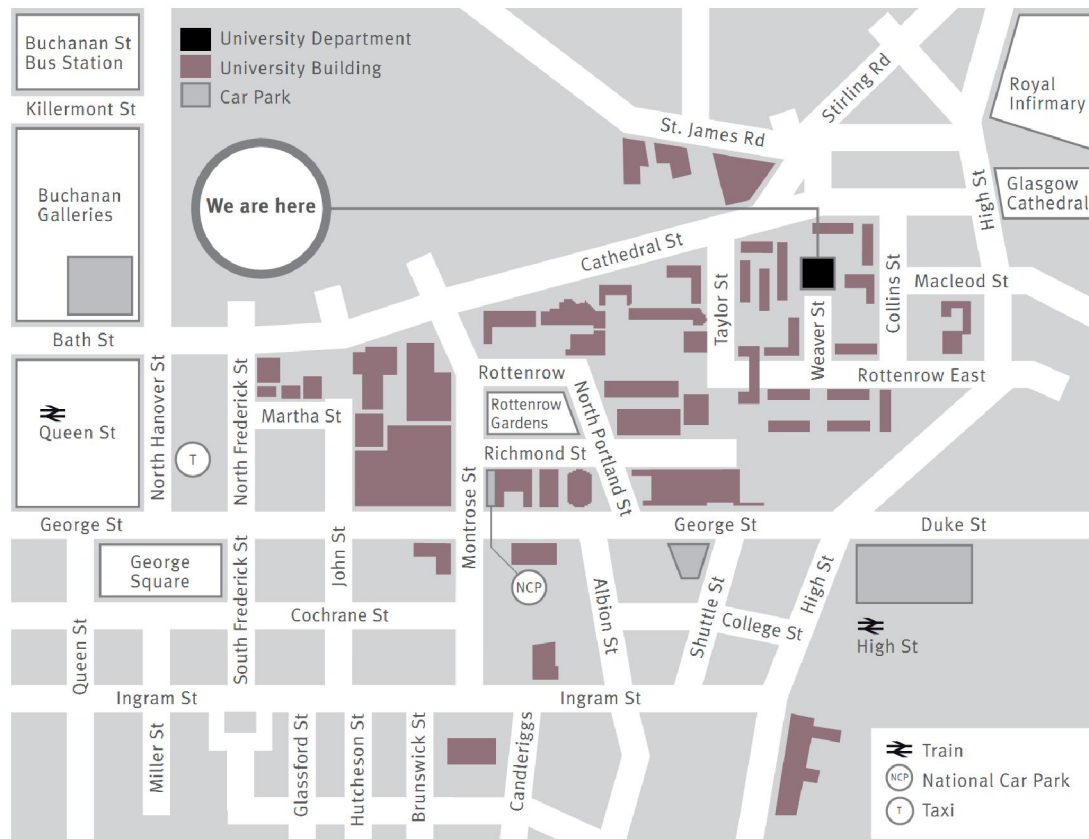 Buchanan St
Bus Station
University Department
University Building
Car Park
Killermont St
Stirling Rd
Royal
Infirmary
St. James Rd
Buchanan
Galleries
We are here
High St
Glasgow
Cathedral
Cathedral St
Taylor St
Collins St
Macleod St
Weaver St
Bath St
Rottenrow
Rottenrow East
North Hanover St
North Frederick St
Martha St
Rottenrow
Gardens
North Portland St
Queen St
T
Richmond St
Montrose St
George St
John St
George St
Duke St
George
Square
South Frederick St
NCP
Albion St
Shuttle St
High St
Cochrane St
College St
High St
Queen St
Ingram St
Ingram St
Miller St
Glassford St
Hutcheson St
Brunswick St
Candleriggs
Train
NCP
National Car Park
T
Taxi